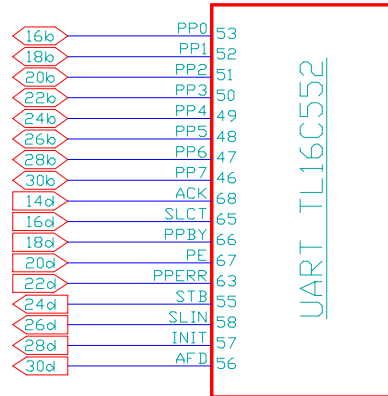 16b PP0 53
18b PP1 52
20b PP2 51
22b PP3 50
24b PP4 49
26b PP5 48
28b PP6 47
30b PP7 46
14d ACK 68
16d SLCT 65
18d PPBY 66
20d PE 67
22d PPERR 63
24d STB 55
26d SLIN 58
28d INIT 57
30d AFD 56
UART TL16C552